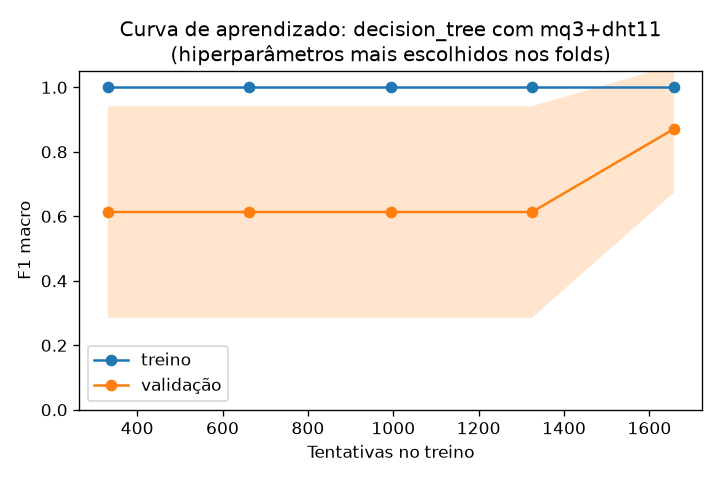 Curva de aprendizado: decision_tree com mq3+dht11
(hiperparâmetros mais escolhidos nos folds)
1.0
0.8
0.6
0.4
0.2
0.0
F1 macro
treino
validação
400
600
800
1000
1200
1400
1600
Tentativas no treino